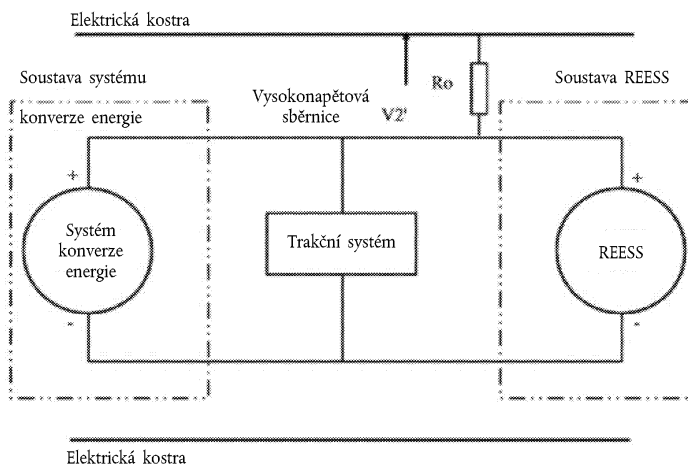 Elektrická kostra
Soustava systému
konverze energie
Vysokonapěťová
sběrnice
V2'
Ro
Soustava REESS
+
Systém
konverze
energie
-
Trakční systém
+
REESS
-
Elektrická kostra